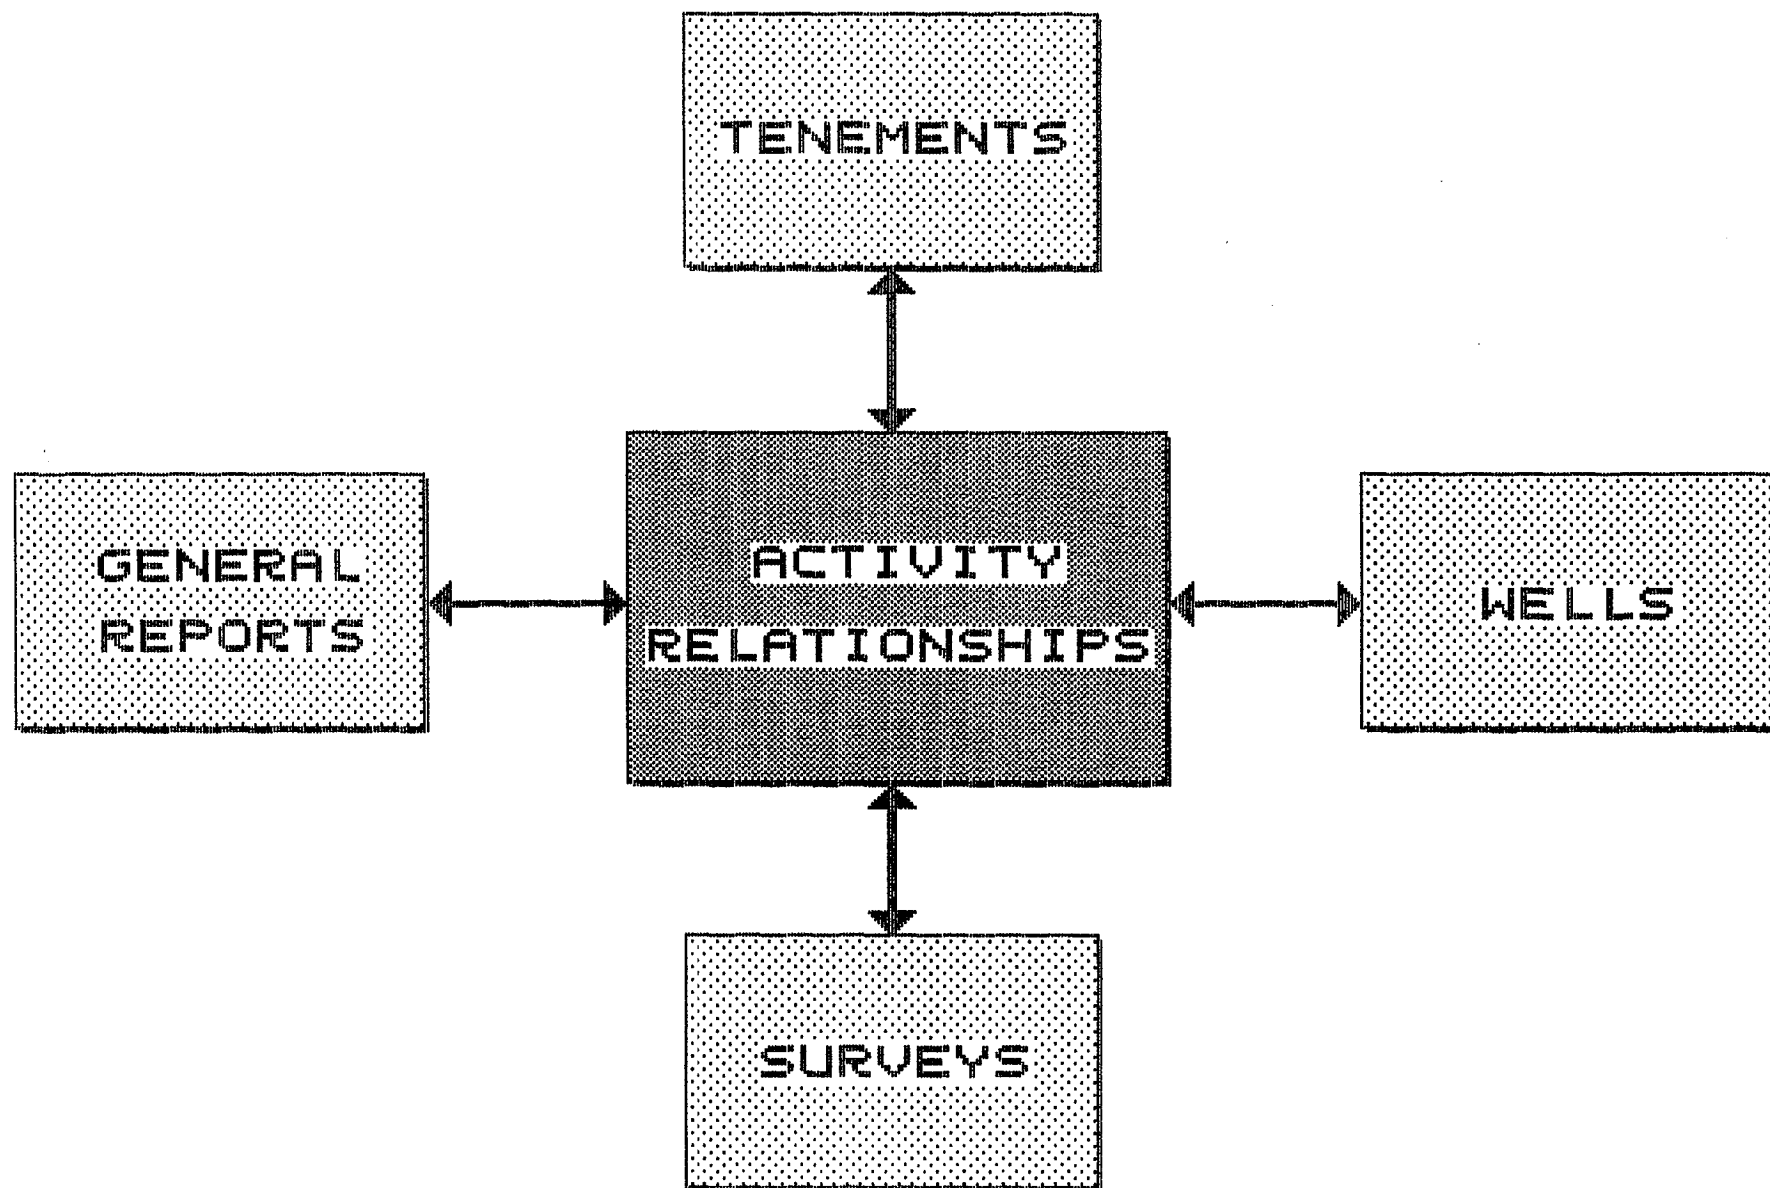 TENEMENTS
GENERAL
REPORTS
ACTIVITY
RELATIONSHIPS
WELLS
SURVEYS